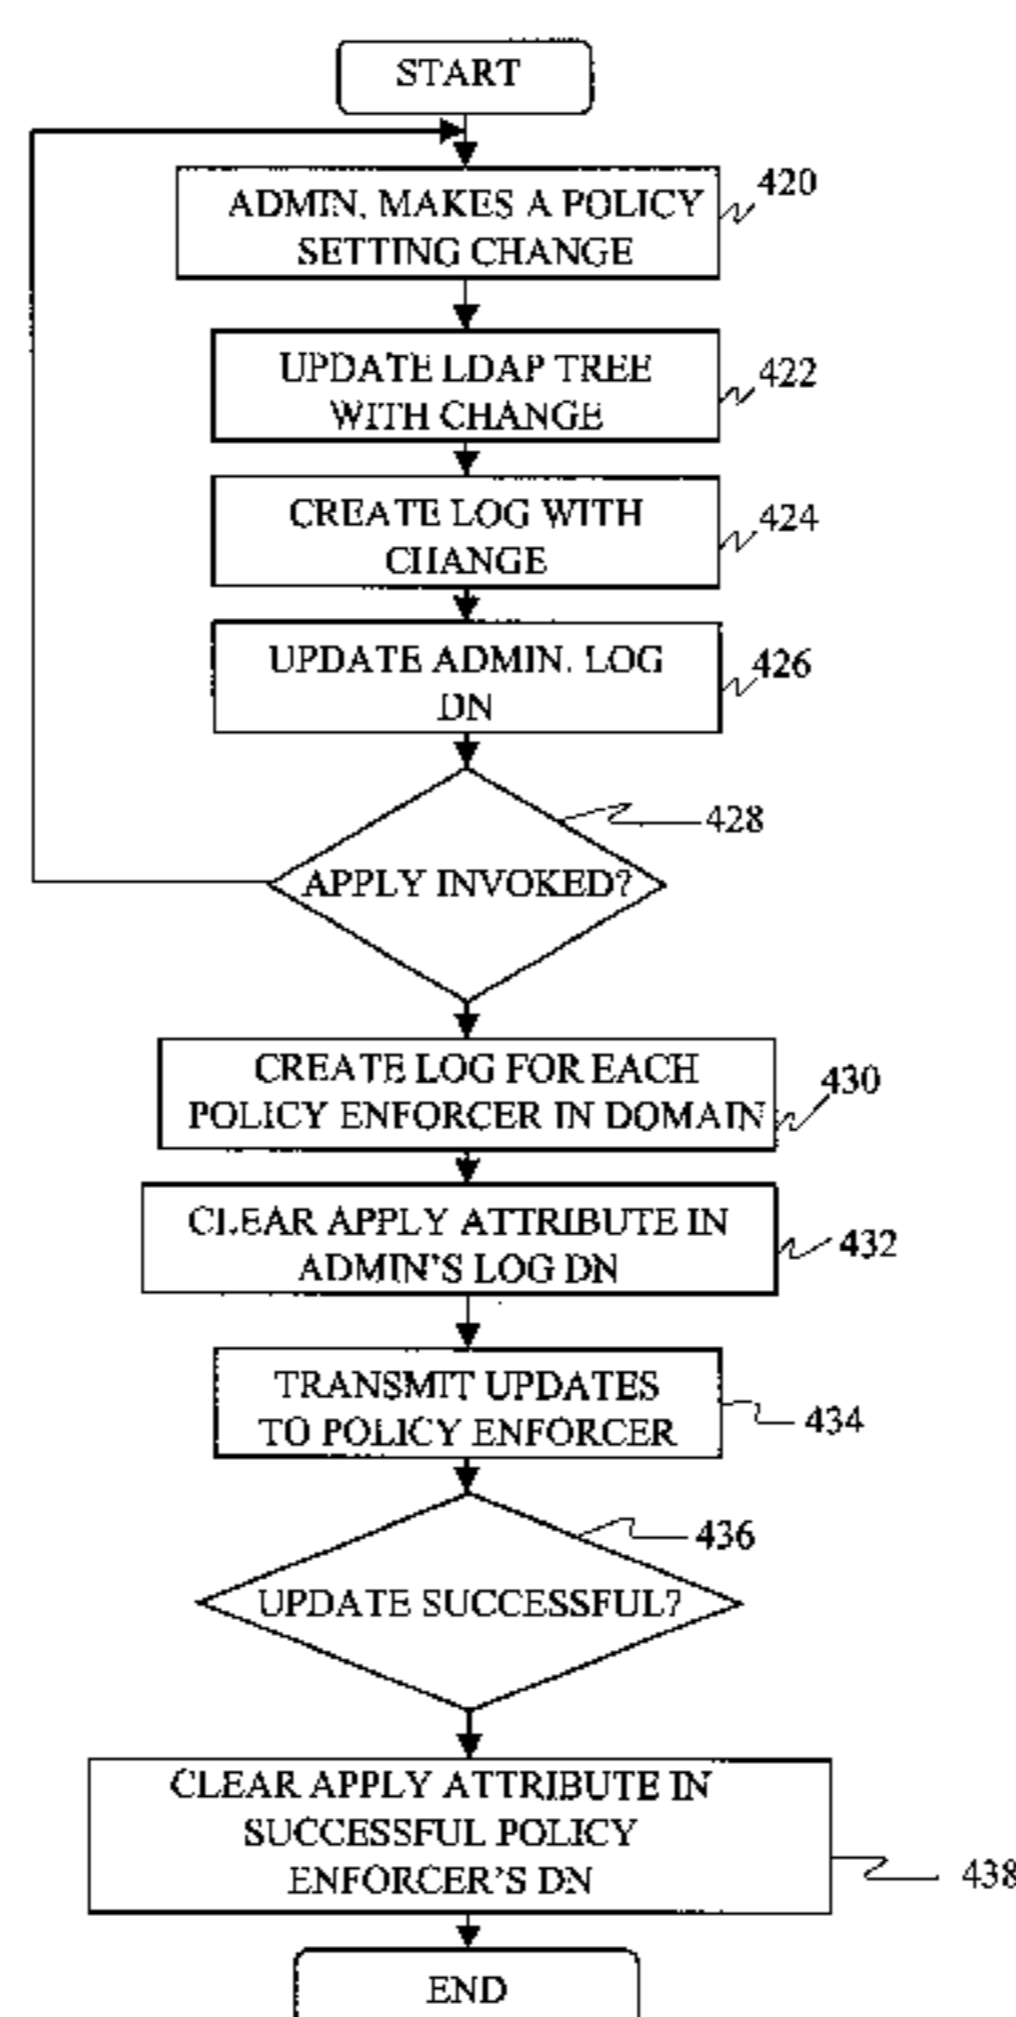 START
ADMIN. MAKES A POLICY
SETTING CHANGE
420
UPDATE LDAP TREE
WITH CHANGE
422
CREATE LOG WITH
CHANGE
424
UPDATE ADMIN. LOG
DN
426
428
APPLY INVOKED?
CREATE LOG FOR EACH
POLICY ENFORCER IN DOMAIN
430
CLEAR APPLY ATTRIBUTE IN
ADMIN'S LOG DN
432
TRANSMIT UPDATES
TO POLICY ENFORCER
434
436
UPDATE SUCCESSFUL?
CLEAR APPLY ATTRIBUTE IN
SUCCESSFUL POLICY
ENFORCER'S DN
438
END